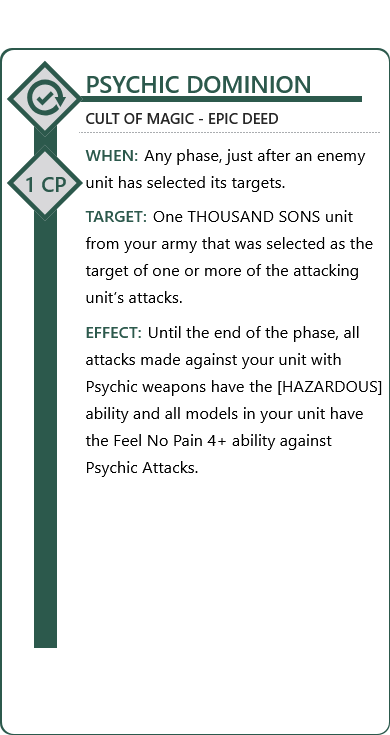 PSYCHIC DOMINION
CULT OF MAGIC - EPIC DEED
1 CP
WHEN: Any phase, just after an enemy
unit has selected its targets.
TARGET: One THOUSAND SONS unit
from your army that was selected as the
target of one or more of the attacking
unit’s attacks.
EFFECT: Until the end of the phase, all
attacks made against your unit with
Psychic weapons have the [HAZARDOUS]
ability and all models in your unit have
the Feel No Pain 4+ ability against
Psychic Attacks.